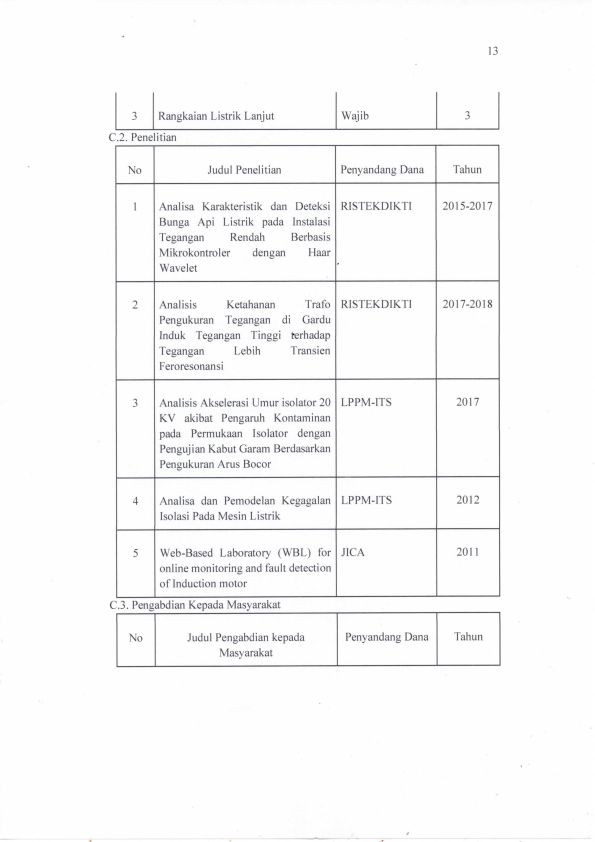 13
3 Rangkaian Listrik Lanjut Wajib 3
C.2. Penelitian
No Judul Penelitian Penyandang Dana Tahun
1 Analisa Karakteristik dan Deteksi RISTEKDIKTI 2015-2017
Bunga Api Listrik pada Instalasi
Tegangan Rendah Berbasis
Mikrokontroler dengan Haar
Wavelet
2 Analisis Ketahanan Trafo RISTEKDIKTI 2017-2018
Pengukuran Tegangan di Gardu
Induk Tegangan Tinggi terhadap
Tegangan Lebih Transien
Feroresonansi
3 Analisis Akselerasi Umur isolator 20 LPPM-ITS 2017
KV akibat Pengaruh Kontaminan
pada Permukaan Isolator dengan
Pengujian Kabut Garam Berdasarkan
Pengukuran Arus Bocor
4 Analisa dan Pemodelan Kegagalan LPPM-ITS 2012
Isolasi Pada Mesin Listrik
5 Web-Based Laboratory (WBL) for JICA 2011
online monitoring and fault detection
of Induction motor
C.3. Pengabdian Kepada Masyarakat
No Judul Pengabdian kepada Penyandang Dana Tahun
Masyarakat